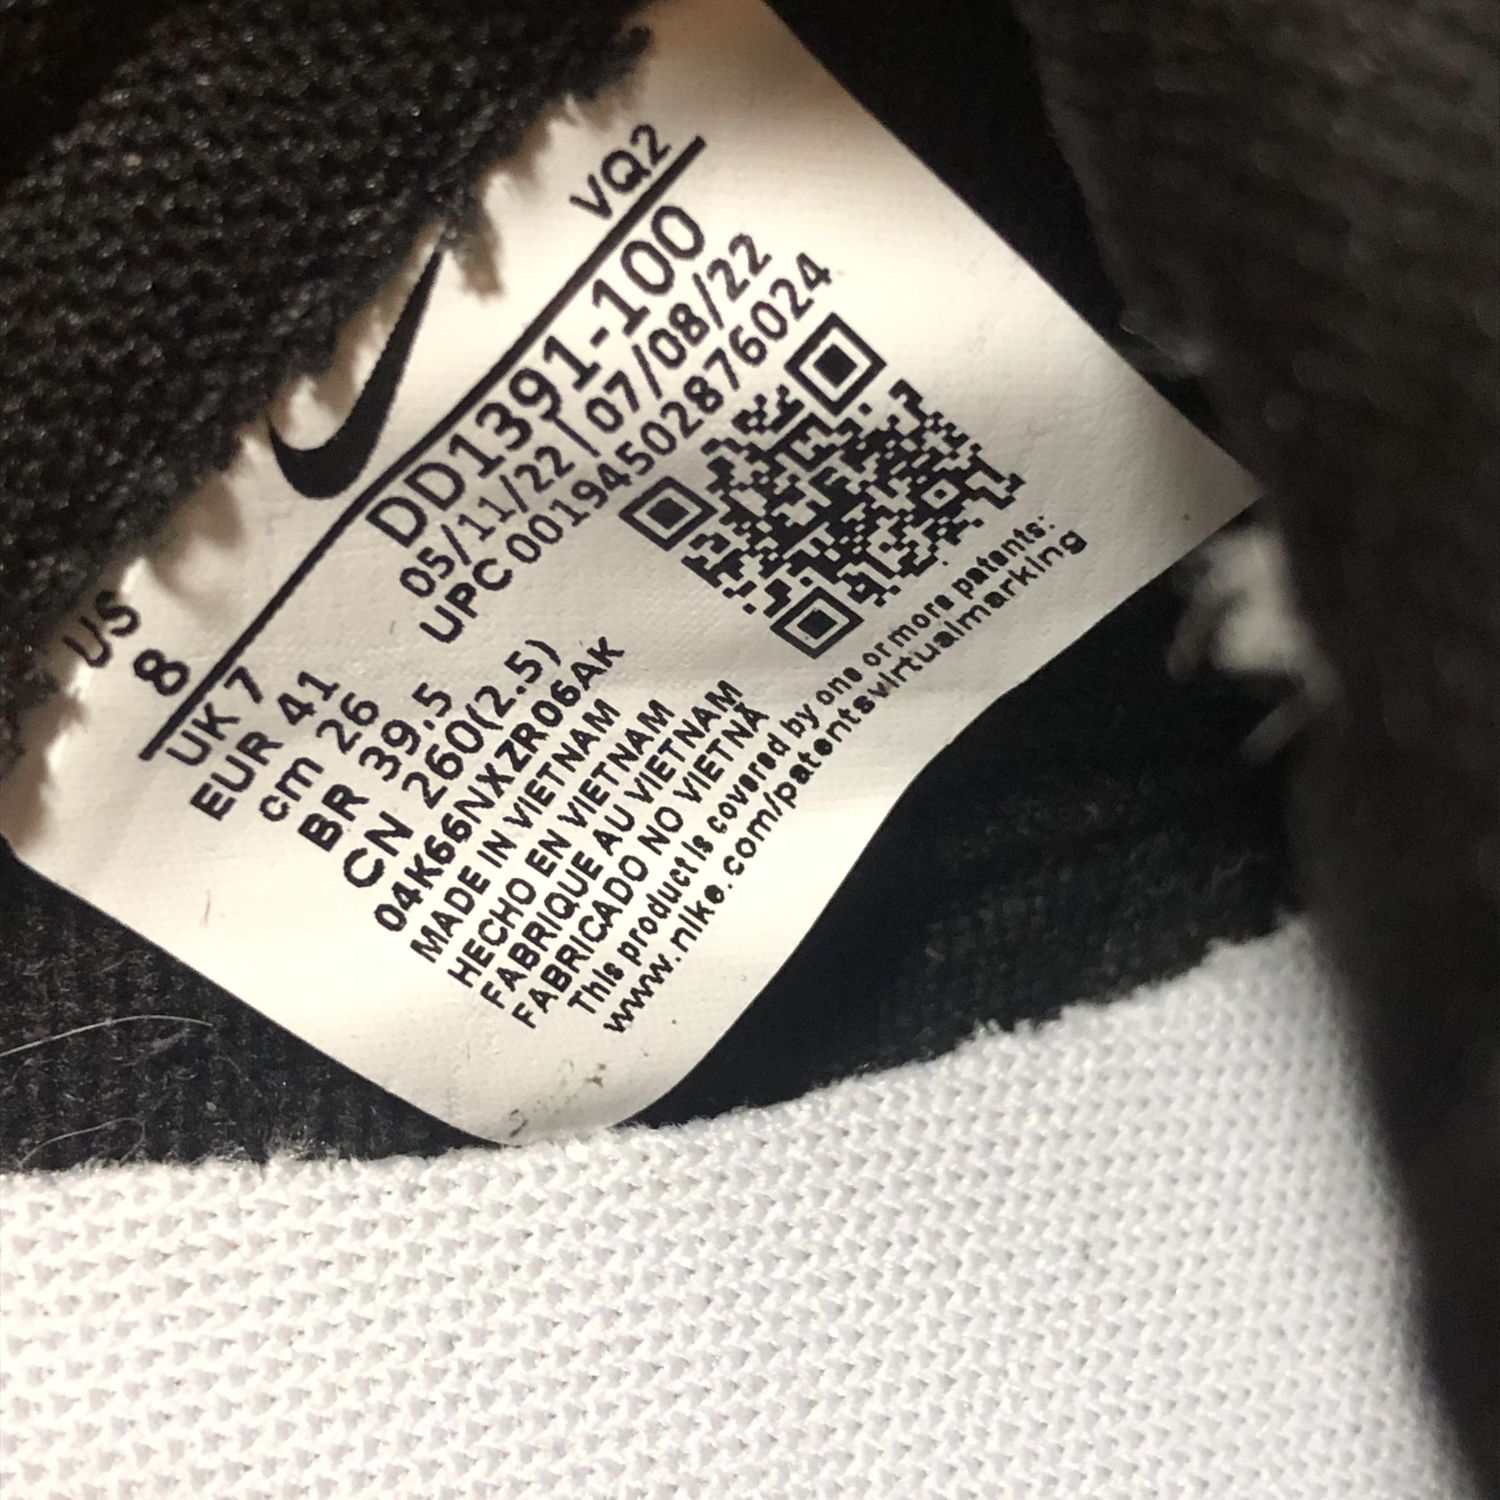 VQ2
US
8
DD1391-100
05/11/22 | 07/08/22
UPC 00194502876024
UK 7
EUR 41
cm 26
BR 39.5
CN 260(2.5)
04K66NXZR06AK
MADE IN VIETNAM
HECHO EN VIETNAM
FABRIQUE AU VIETNAM
FABRICADO NO VIETNÃ
This product is covered by one or more patents:
www.nike.com/patentsvirtualmarking